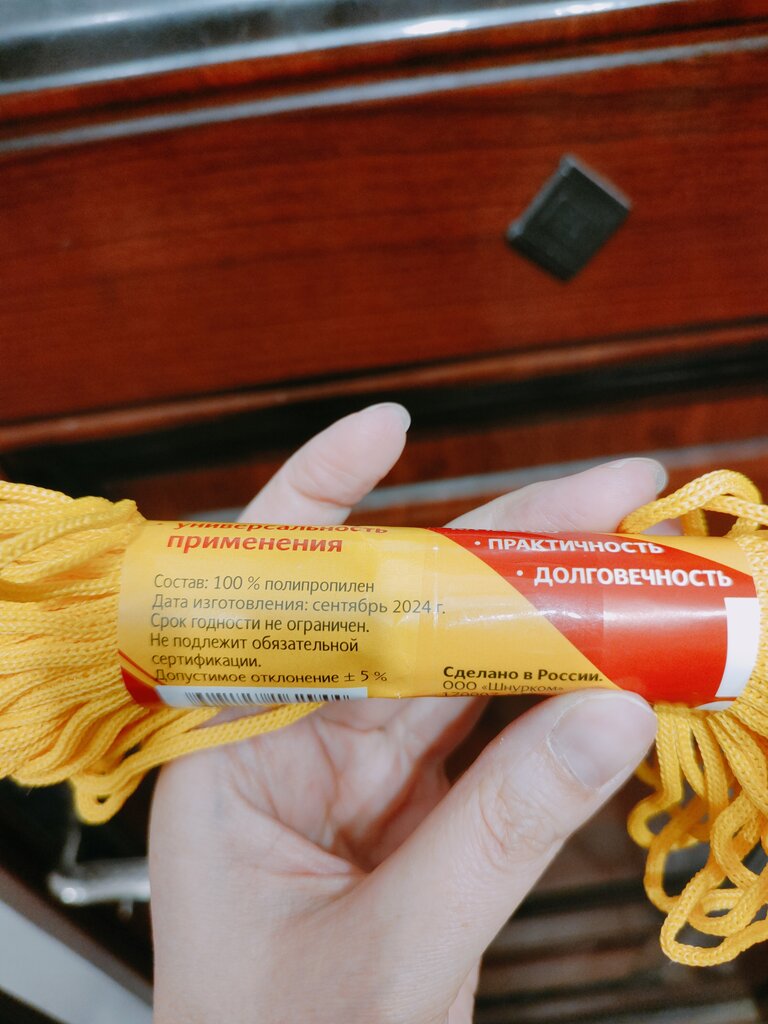 • универсальность
применения
Состав: 100 % полипропилен
Дата изготовления: сентябрь 2024 г.
Срок годности не ограничен.
Не подлежит обязательной
сертификации.
Допустимое отклонение ± 5 %
• ПРАКТИЧНОСТЬ
• ДОЛГОВЕЧНОСТЬ
Сделано в России.
ООО «Шнурком»